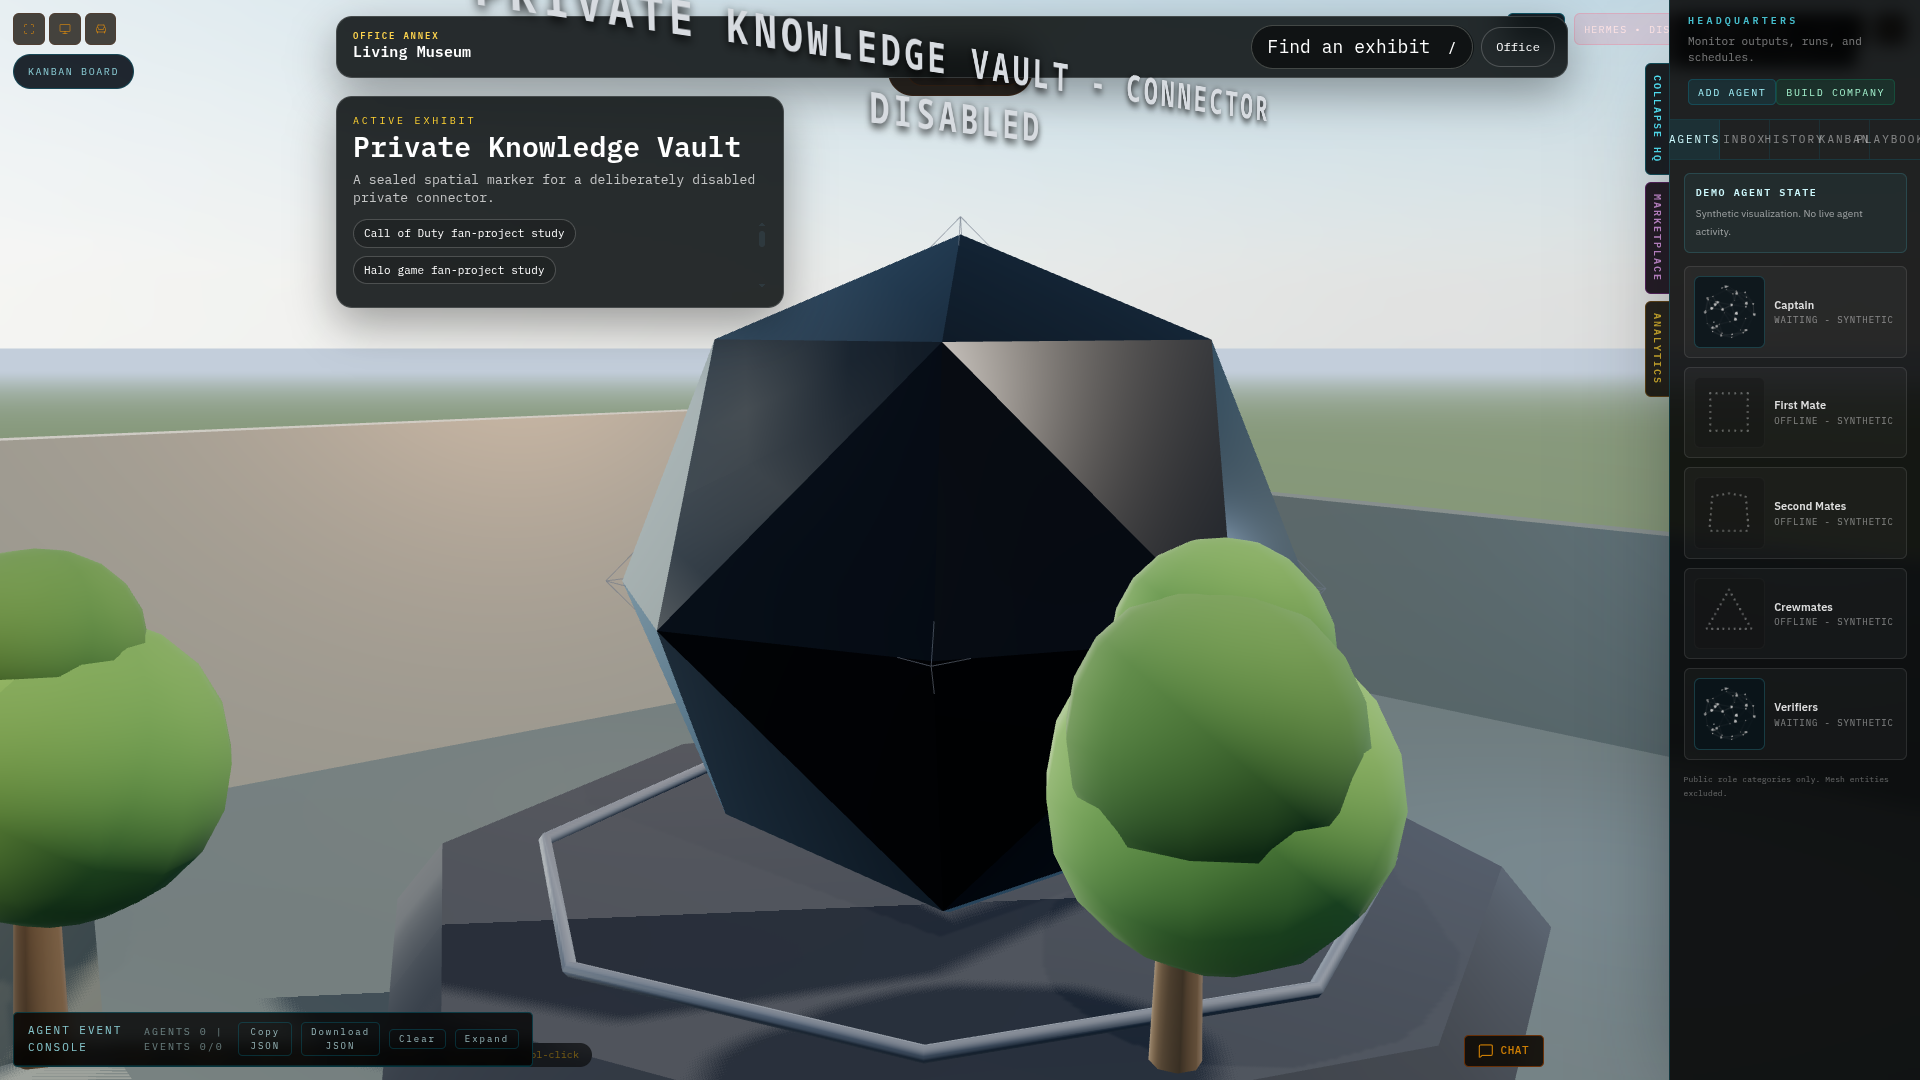 KANBAN BOARD
OFFICE ANNEX
Living Museum
Find an exhibit /
Office
PRIVATE KNOWLEDGE VAULT - CONNECTOR
DISABLED
ACTIVE EXHIBIT
Private Knowledge Vault
A sealed spatial marker for a deliberately disabled
private connector.
Call of Duty fan-project study
Halo game fan-project study
HERMES • DIS
HEADQUARTERS
Monitor outputs, runs, and
schedules.
ADD AGENT
BUILD COMPANY
COLLAPSE HQ
MARKETPLACE
ANALYTICS
AGENTS
INBOX
HISTORY
KANBAN
PLAYBOOK
DEMO AGENT STATE
Synthetic visualization. No live agent
activity.
Captain
WAITING - SYNTHETIC
First Mate
OFFLINE - SYNTHETIC
Second Mates
OFFLINE - SYNTHETIC
Crewmates
OFFLINE - SYNTHETIC
Verifiers
WAITING - SYNTHETIC
Public role categories only. Mesh entities
excluded.
AGENT EVENT
CONSOLE
AGENTS 0 |
EVENTS 0/0
Copy
JSON
Download
JSON
Clear
Expand
ol-click
CHAT